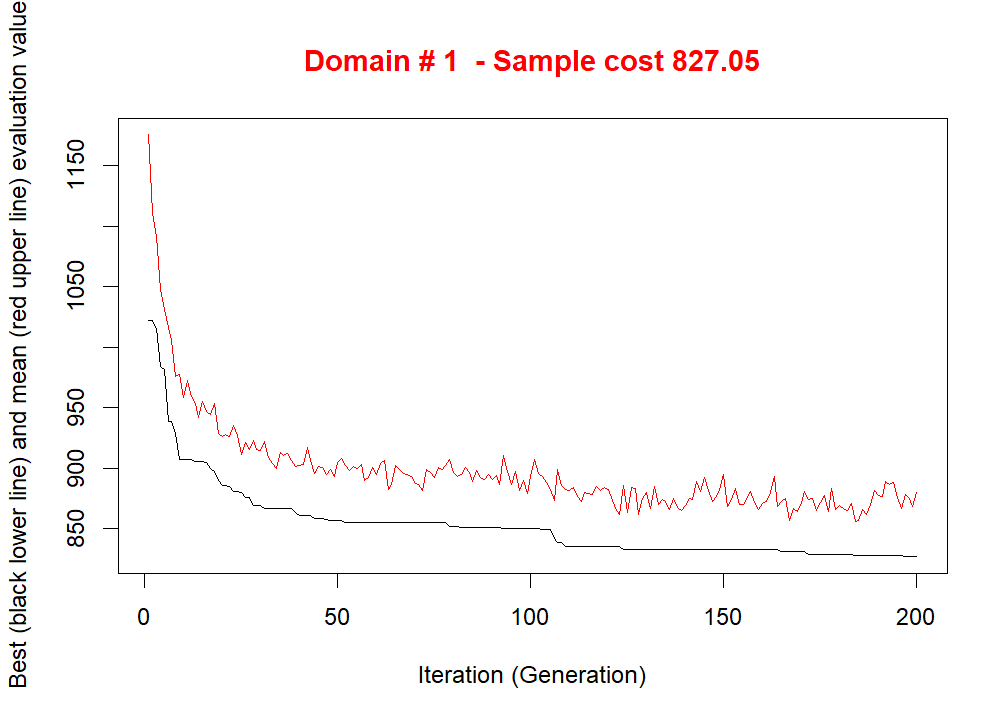 Domain # 1  - Sample cost 827.05
Best (black lower line) and mean (red upper line) evaluation value
1150
1050
950
900
850
0 50 100 150 200
Iteration (Generation)